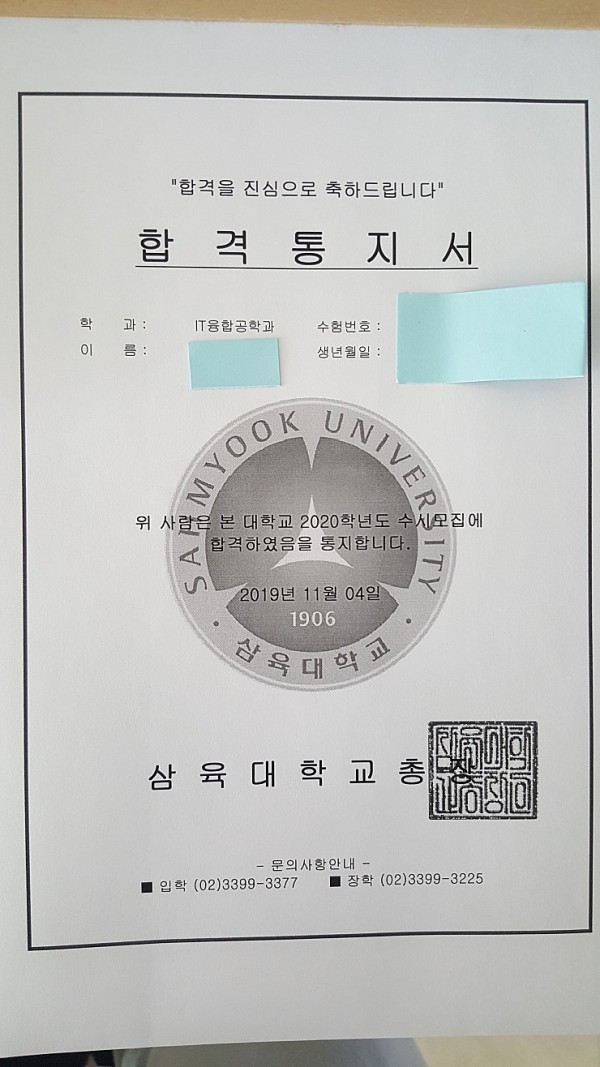 "합격을 진심으로 축하드립니다"
합 격 통 지 서
학 과 : IT융합공학과 수험번호 :
이 름 : 생년월일 :
SAHMYOOK UNIVERSITY
위 사람은 본 대학교 2020학년도 수시모집에
합격하였음을 통지합니다.
2019년 11월 04일
1906
삼육대학교
삼 육 대 학 교 총 장
- 문의사항안내 -
■ 입학 (02)3399-3377 ■ 장학 (02)3399-3225